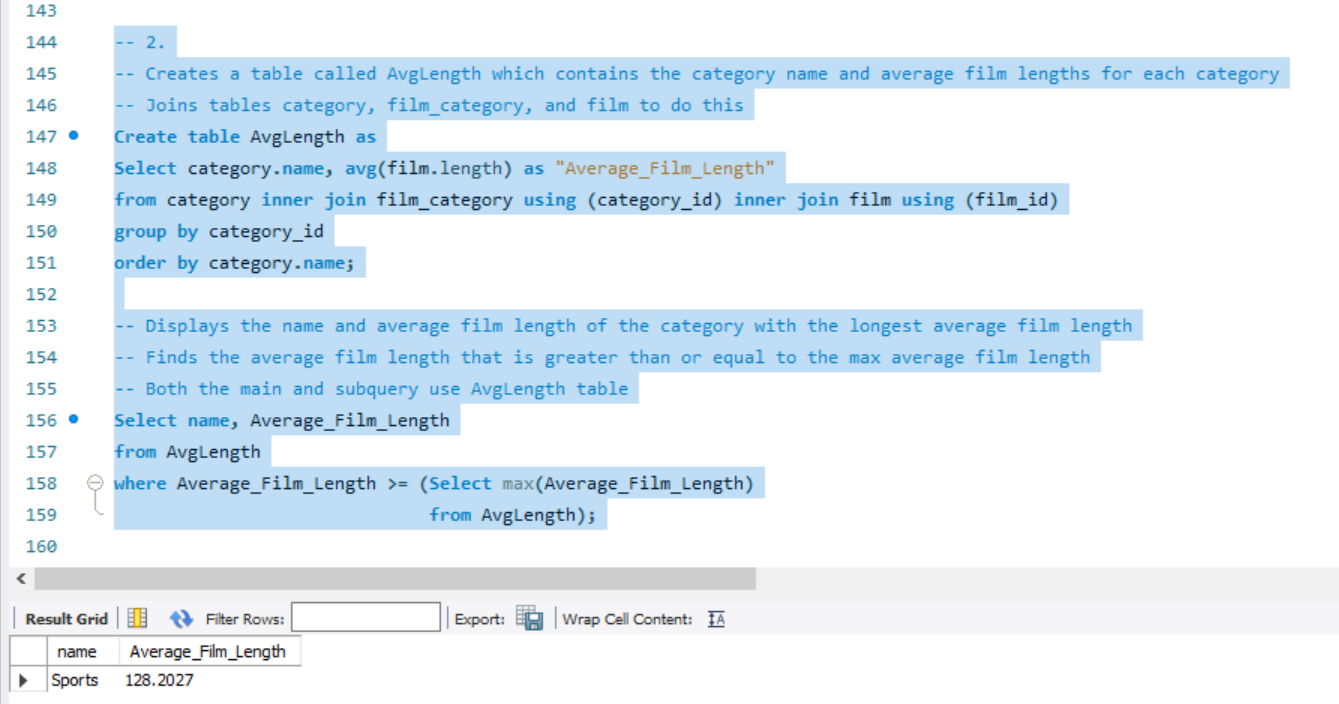 143
144 -- 2.
145 -- Creates a table called AvgLength which contains the category name and average film lengths for each category
146 -- Joins tables category, film_category, and film to do this
147 Create table AvgLength as
148 Select category.name, avg(film.length) as "Average_Film_Length"
149 from category inner join film_category using (category_id) inner join film using (film_id)
150 group by category_id
151 order by category.name;
152
153 -- Displays the name and average film length of the category with the longest average film length
154 -- Finds the average film length that is greater than or equal to the max average film length
155 -- Both the main and subquery use AvgLength table
156 Select name, Average_Film_Length
157 from AvgLength
158 where Average_Film_Length >= (Select max(Average_Film_Length)
159 from AvgLength);
160
Result Grid Filter Rows: Export: Wrap Cell Content: IA
name Average_Film_Length
Sports 128.2027